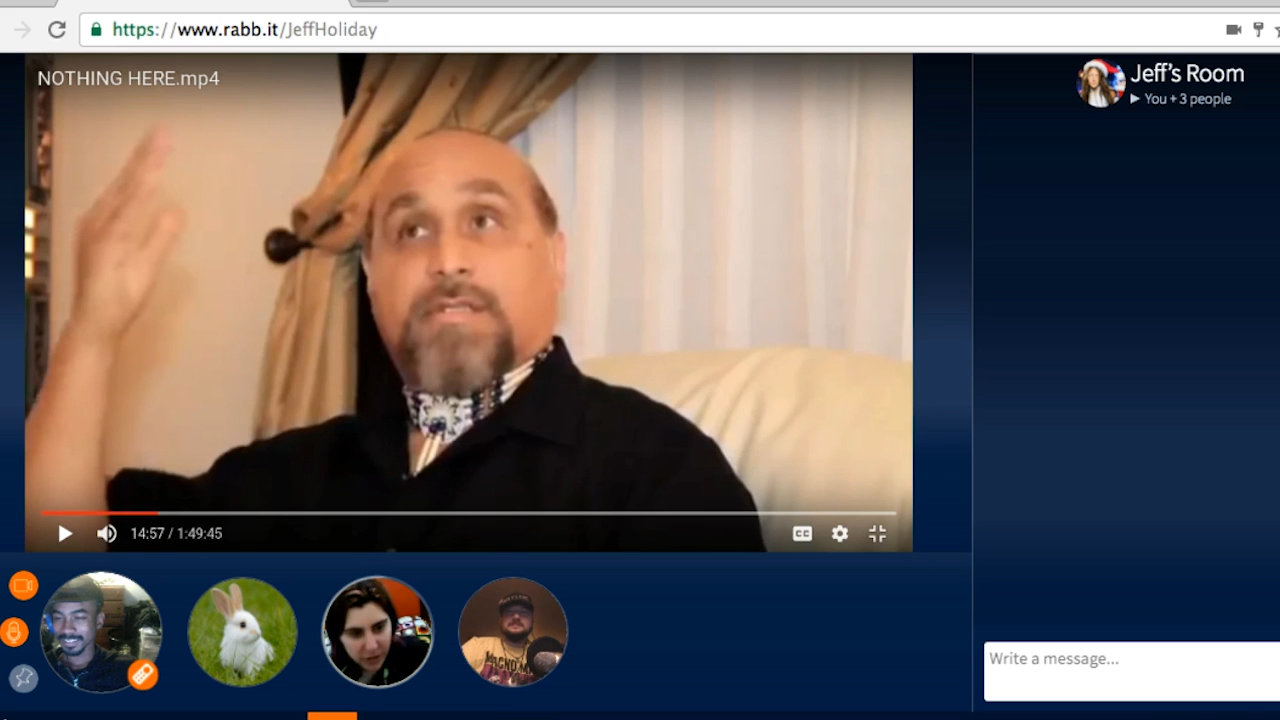 https://www.rabb.it/JeffHoliday
NOTHING HERE.mp4
Jeff's Room
You + 3 people
14:57 / 1:49:45
CC
Write a message...